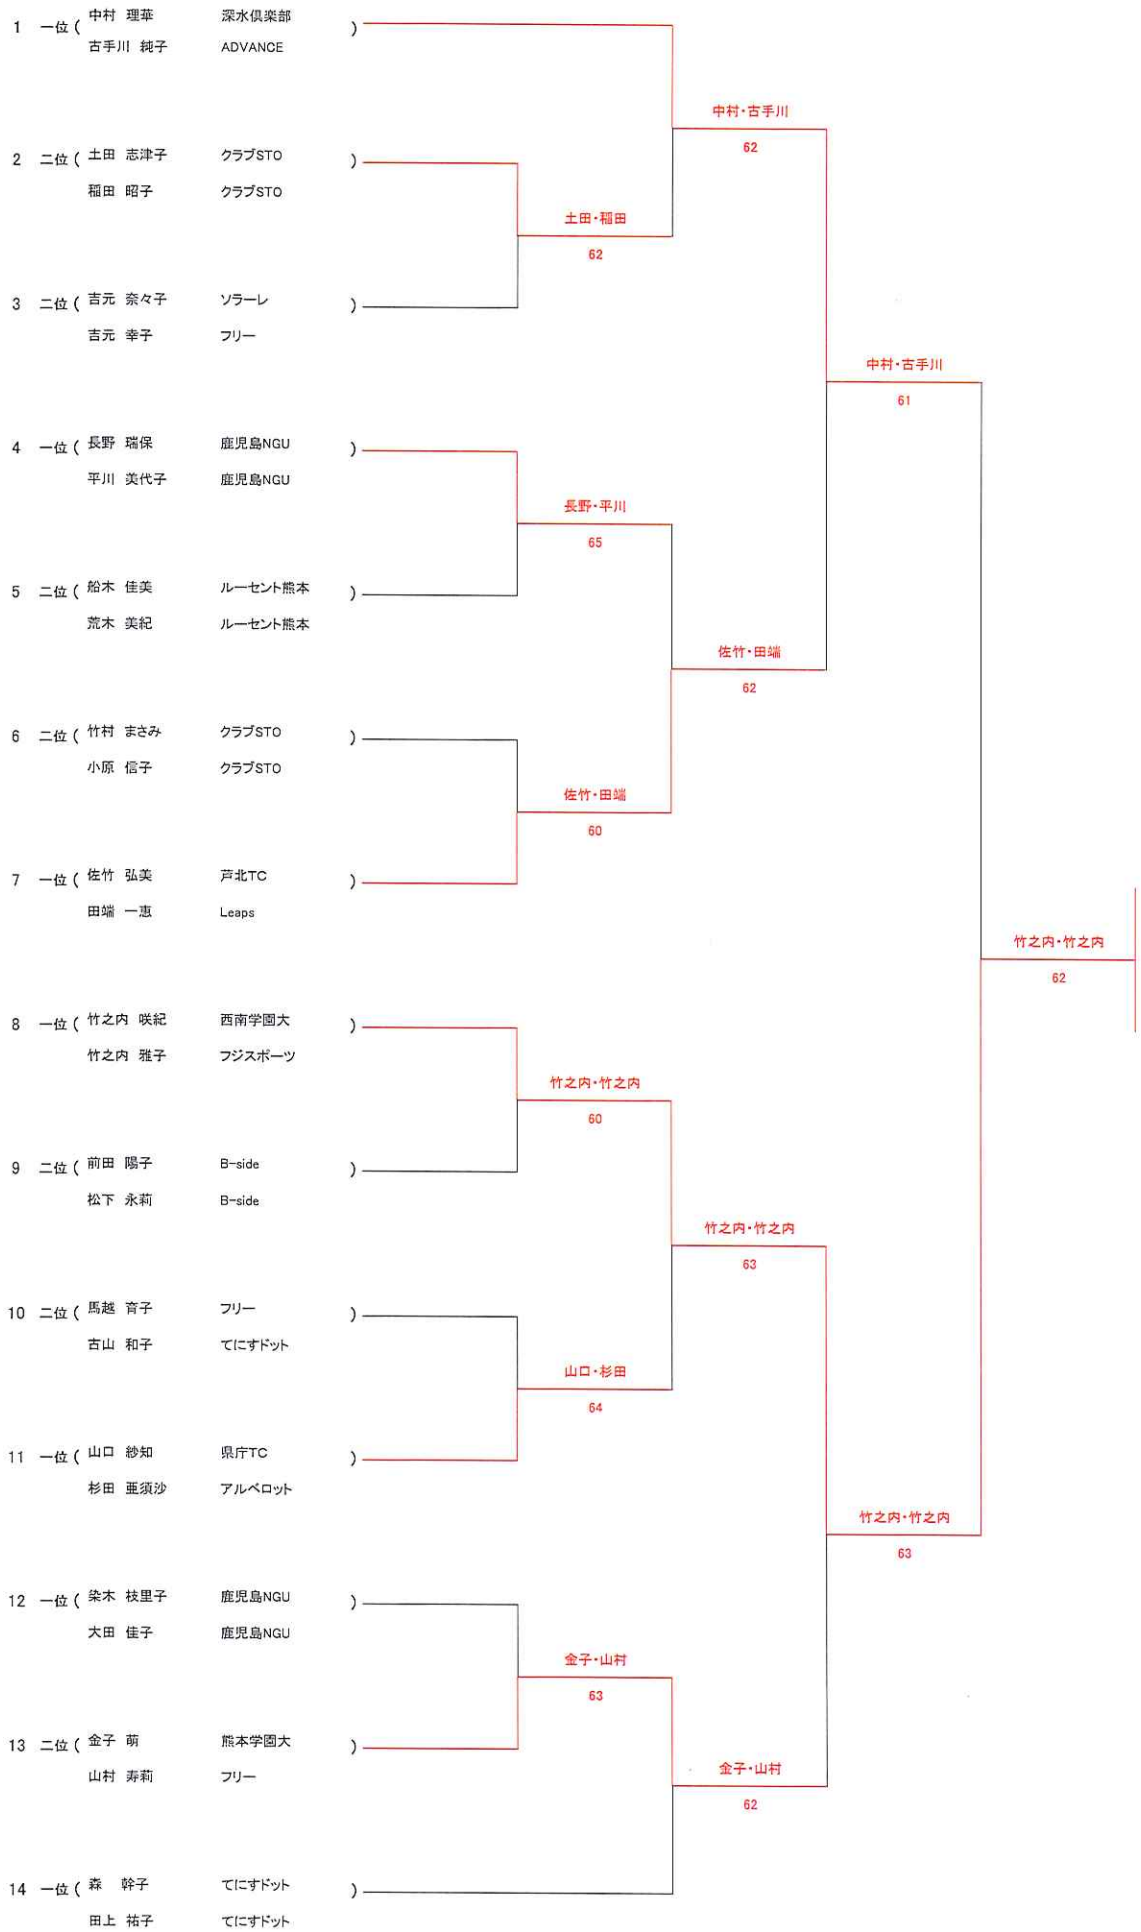 1 一位 ( 中村 理華 深水倶楽部 )
古手川 純子 ADVANCE
中村・古手川
62
2 二位 ( 土田 志津子 クラブSTO )
稲田 昭子 クラブSTO
土田・稲田
62
3 二位 ( 吉元 奈々子 ソラーレ )
吉元 幸子 フリー
中村・古手川
61
4 一位 ( 長野 瑞保 鹿児島NGU )
平川 美代子 鹿児島NGU
長野・平川
65
5 二位 ( 船木 佳美 ルーセント熊本 )
荒木 美紀 ルーセント熊本
佐竹・田端
62
6 二位 ( 竹村 まさみ クラブSTO )
小原 信子 クラブSTO
佐竹・田端
60
7 一位 ( 佐竹 弘美 芦北TC )
田端 一恵 Leaps
竹之内・竹之内
62
8 一位 ( 竹之内 咲紀 西南学園大 )
竹之内 雅子 フジスポーツ
竹之内・竹之内
60
9 二位 ( 前田 陽子 B-side )
松下 永莉 B-side
竹之内・竹之内
63
10 二位 ( 馬越 育子 フリー )
古山 和子 てにすドット
山口・杉田
64
11 一位 ( 山口 紗知 県庁TC )
杉田 亜須沙 アルペロット
竹之内・竹之内
63
12 一位 ( 染木 枝里子 鹿児島NGU )
大田 佳子 鹿児島NGU
金子・山村
63
13 二位 ( 金子 萌 熊本学園大 )
山村 寿莉 フリー
金子・山村
62
14 一位 ( 森 幹子 てにすドット )
田上 祐子 てにすドット